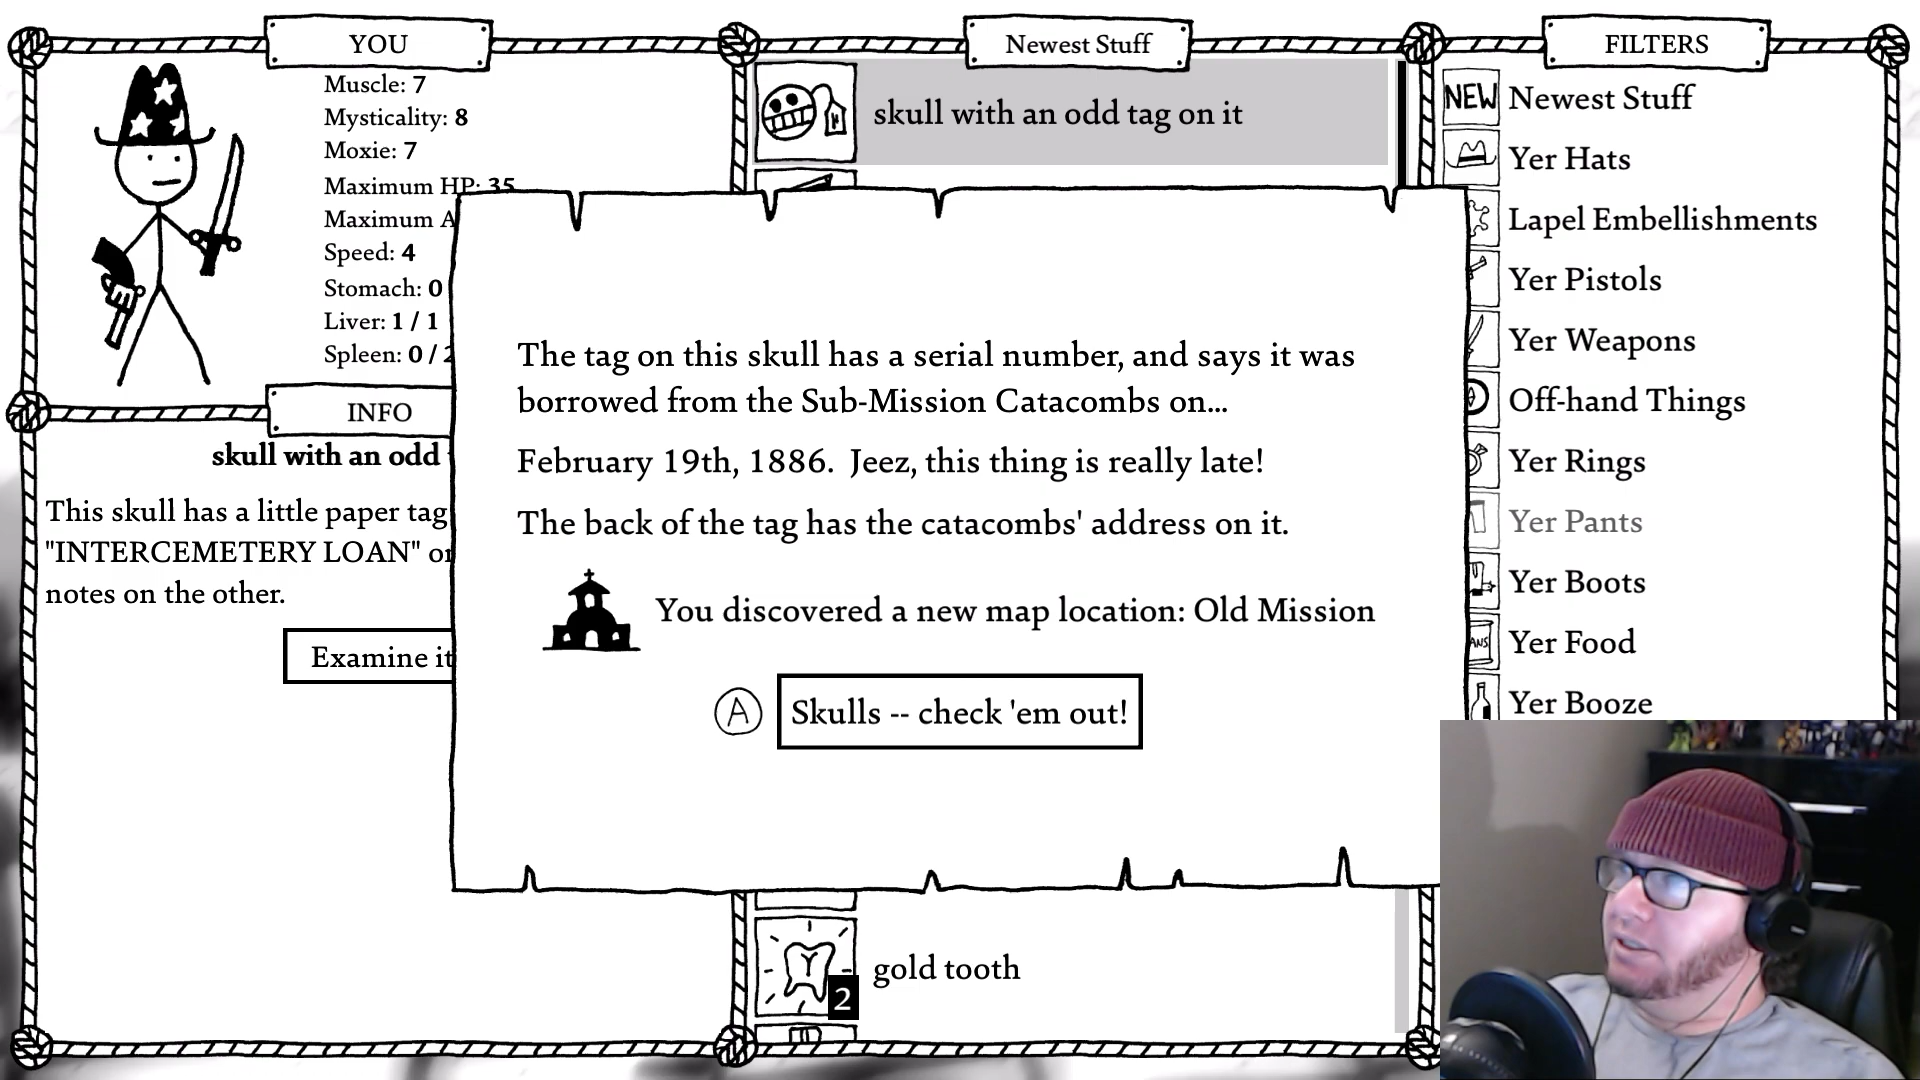 YOU
Muscle: 7
Mysticality: 8
Moxie: 7
Maximum HP: 35
Maximum
Speed: 4
Stomach: 0
Liver: 1 / 1
Spleen: 0 /
INFO
skull with an odd
This skull has a little paper tag
"INTERCEMETERY LOAN"
notes on the other.
Examine it
Newest Stuff
skull with an odd tag on it
The tag on this skull has a serial number, and says it was
borrowed from the Sub-Mission Catacombs on...
February 19th, 1886. Jeez, this thing is really late!
The back of the tag has the catacombs' address on it.
You discovered a new map location: Old Mission
A
Skulls -- check 'em out!
2
gold tooth
FILTERS
NEW
Newest Stuff
Yer Hats
Lapel Embellishments
Yer Pistols
Yer Weapons
Off-hand Things
Yer Rings
Yer Pants
Yer Boots
Yer Food
Yer Booze